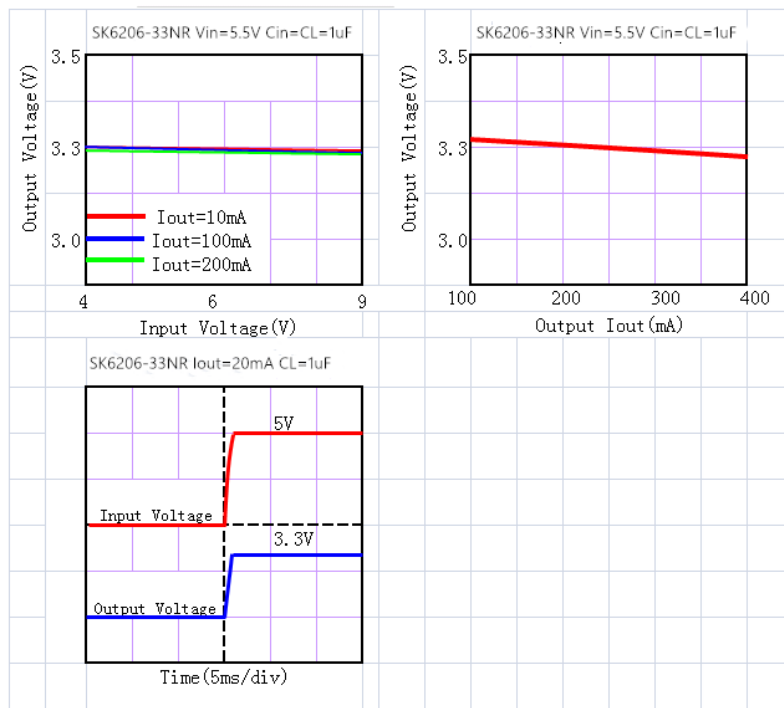 SK6206-33NR Vin=5.5V Cin=CL=1uF
Output Voltage(V)
3.5
3.3
3.0
Iout=10mA
Iout=100mA
Iout=200mA
4 6 9
Input Voltage(V)
SK6206-33NR Vin=5.5V Cin=CL=1uF
Output Voltage(V)
3.5
3.3
3.0
100 200 300 400
Output Iout(mA)
SK6206-33NR Iout=20mA CL=1uF
5V
Input Voltage
3.3V
Output Voltage
Time(5ms/div)